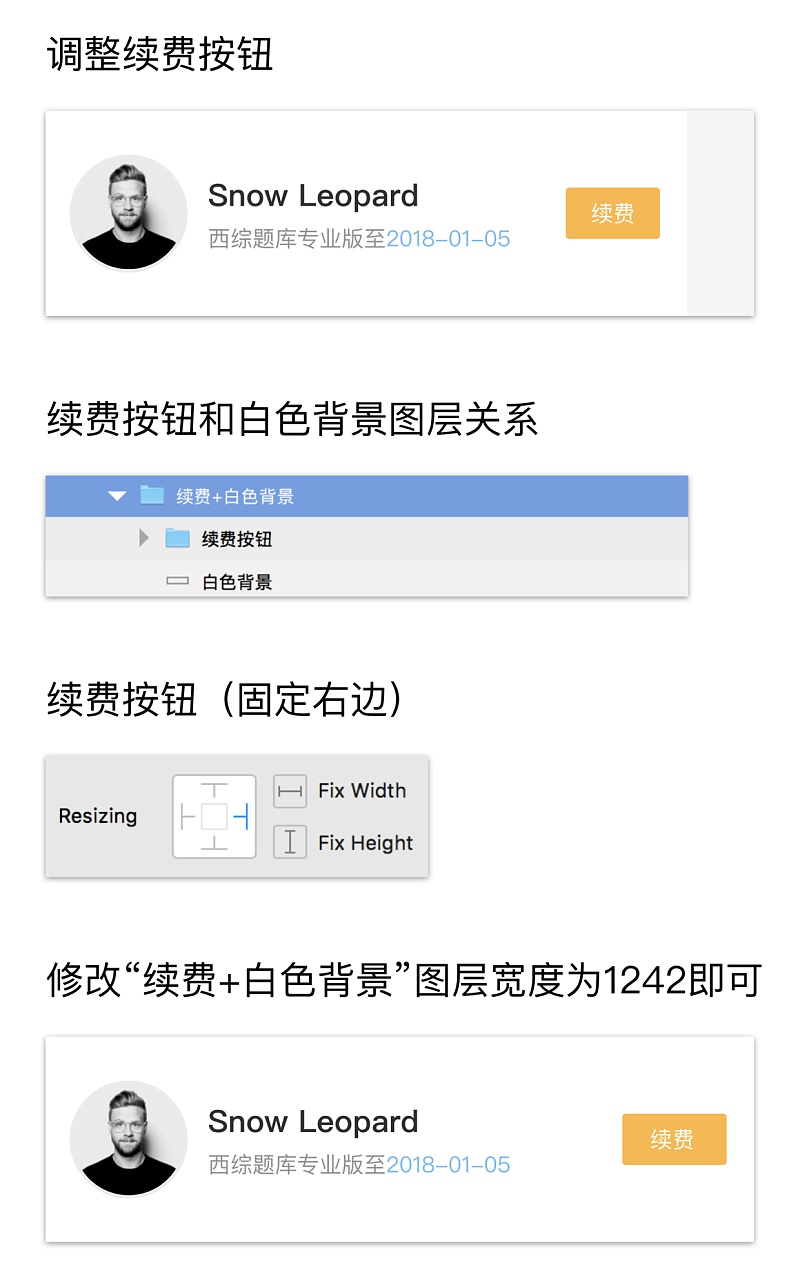 调整续费按钮
Snow Leopard
西综题库专业版至2018-01-05
续费
续费按钮和白色背景图层关系
续费+白色背景
续费按钮
白色背景
续费按钮（固定右边）
Resizing
Fix Width
Fix Height
修改“续费+白色背景”图层宽度为1242即可
Snow Leopard
西综题库专业版至2018-01-05
续费